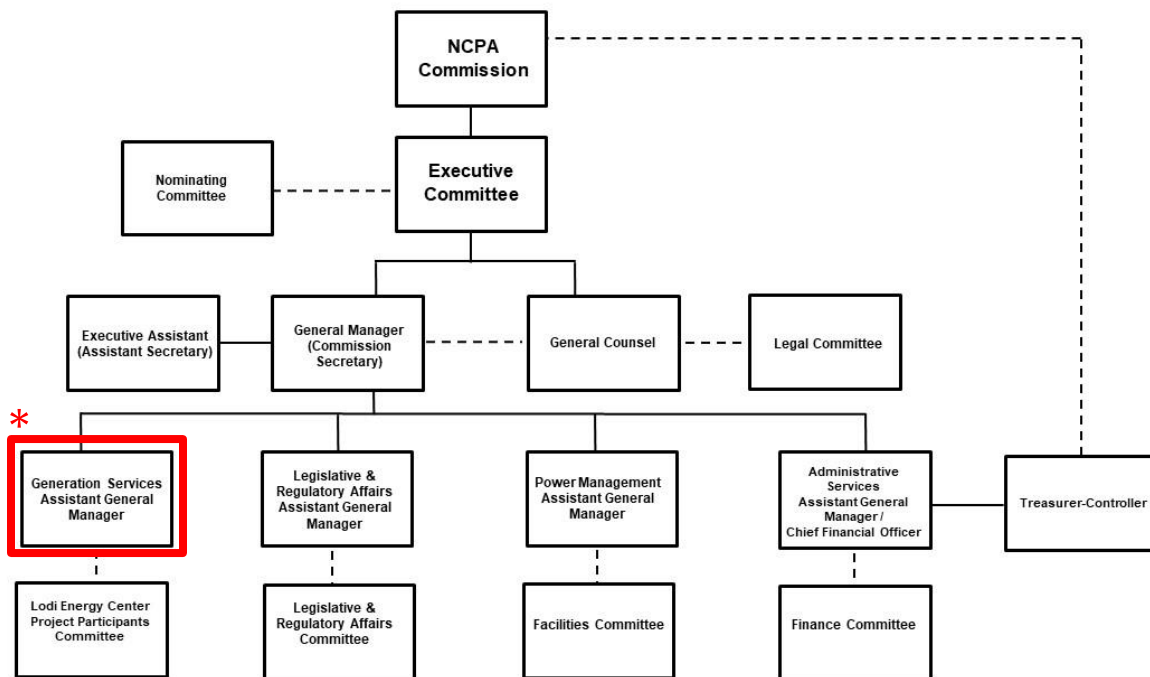 NCPA
Commission
Executive
Committee
Nominating
Committee
Executive Assistant
(Assistant Secretary)
General Manager
(Commission
Secretary)
General Counsel
Legal Committee
*
Generation Services
Assistant General
Manager
Legislative &
Regulatory Affairs
Assistant General
Manager
Power Management
Assistant General
Manager
Administrative
Services
Assistant General
Manager /
Chief Financial Officer
Treasurer-Controller
Lodi Energy Center
Project Participants
Committee
Legislative &
Regulatory Affairs
Committee
Facilities Committee
Finance Committee